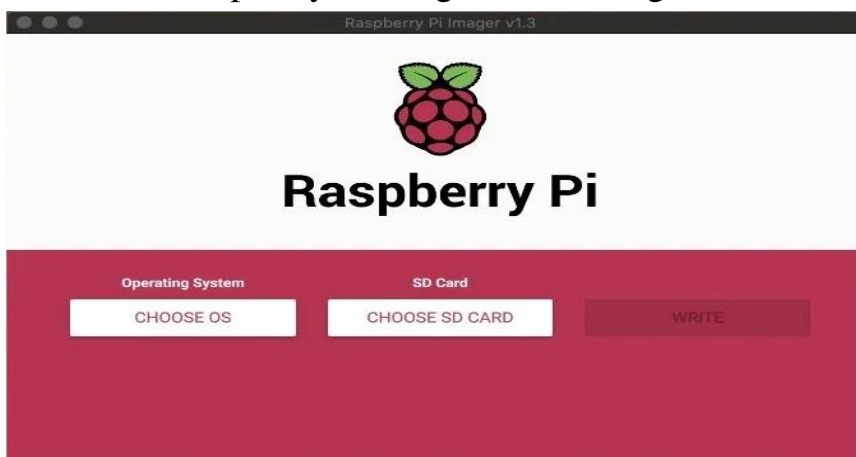 Raspberry Pi Imager v1.3
Raspberry Pi
Operating System
SD Card
CHOOSE OS
CHOOSE SD CARD
WRITE